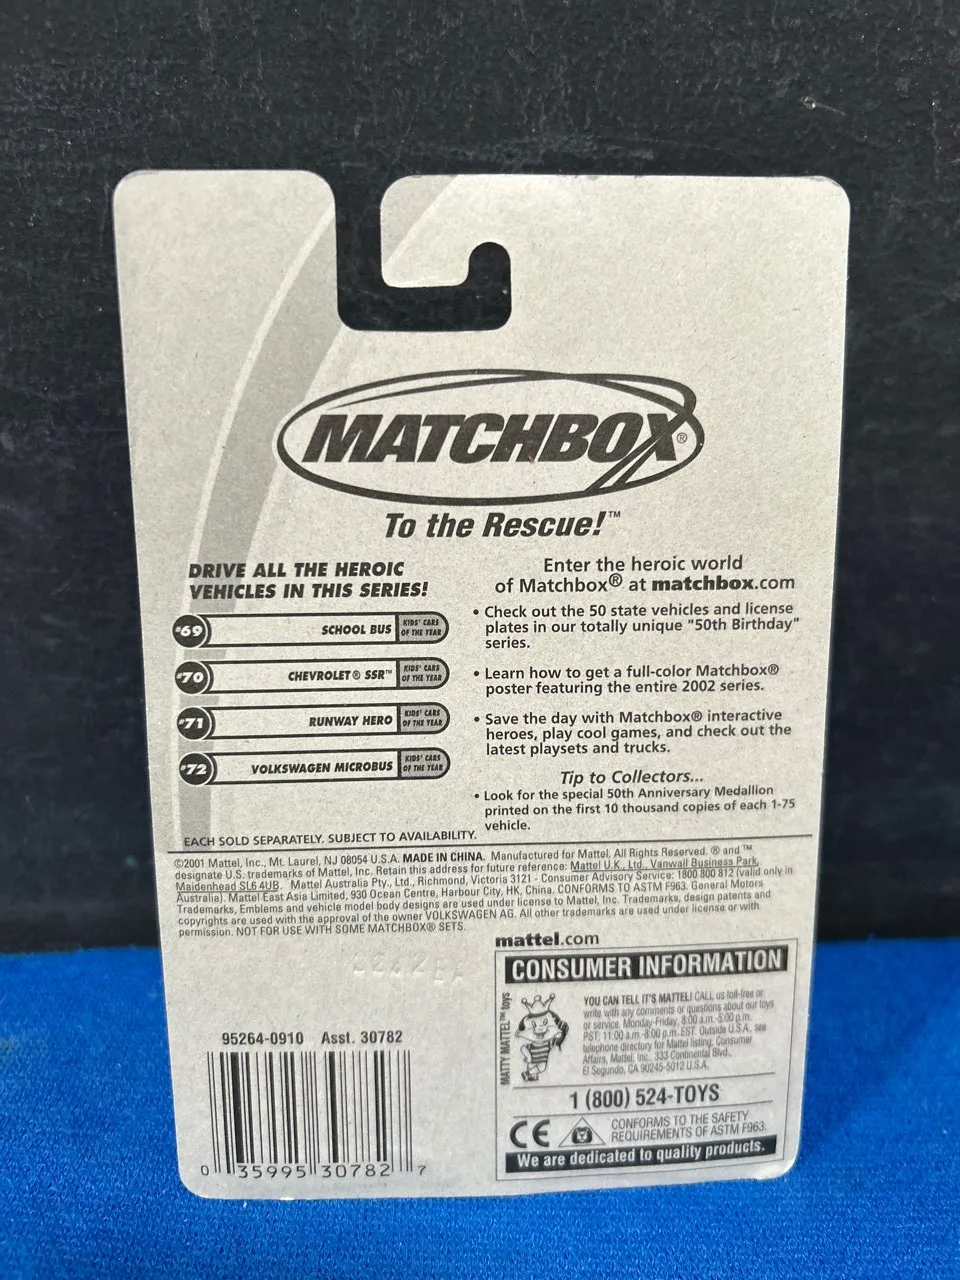 MATCHBOX®
To the Rescue!™
DRIVE ALL THE HEROIC
VEHICLES IN THIS SERIES!
#69 SCHOOL BUS KIDS' CARS OF THE YEAR
#70 CHEVROLET® SSR™ KIDS' CARS OF THE YEAR
#71 RUNWAY HERO KIDS' CARS OF THE YEAR
#72 VOLKSWAGEN MICROBUS KIDS' CARS OF THE YEAR
Enter the heroic world
of Matchbox® at matchbox.com
• Check out the 50 state vehicles and license
plates in our totally unique "50th Birthday"
series.
• Learn how to get a full-color Matchbox®
poster featuring the entire 2002 series.
• Save the day with Matchbox® interactive
heroes, play cool games, and check out the
latest playsets and trucks.
Tip to Collectors...
• Look for the special 50th Anniversary Medallion
printed on the first 10 thousand copies of each 1-75
vehicle.
EACH SOLD SEPARATELY. SUBJECT TO AVAILABILITY.
©2001 Mattel, Inc., Mt. Laurel, NJ 08054 U.S.A. MADE IN CHINA. Manufactured for Mattel. All Rights Reserved. ® and ™
designate U.S. trademarks of Mattel, Inc. Retain this address for future reference: Mattel U.K., Ltd., Vanwall Business Park,
Maidenhead SL6 4UB. Mattel Australia Pty., Ltd., Richmond, Victoria 3121 - Consumer Advisory Service: 1800 800 812 (valid only in
Australia). Mattel East Asia Limited, 930 Ocean Centre, Harbour City, HK, China. CONFORMS TO ASTM F963. General Motors
Trademarks, Emblems and vehicle model body designs are used under license to Mattel, Inc. Trademarks, design patents and
copyrights are used with the approval of the owner VOLKSWAGEN AG. All other trademarks are used under license or with
permission. NOT FOR USE WITH SOME MATCHBOX® SETS.
mattel.com
CONSUMER INFORMATION
MATTY MATTEL™ toys
YOU CAN TELL IT'S MATTEL! CALL us toll-free or
write with any comments or questions about our toys
or service. Monday-Friday, 8:00 a.m.-5:00 p.m.
PST; 11:00 a.m.-8:00 p.m. EST. Outside U.S.A., see
telephone directory for Mattel listing. Consumer
Affairs, Mattel, Inc., 333 Continental Blvd.,
El Segundo, CA 90245-5012 U.S.A.
1 (800) 524-TOYS
CE
CONFORMS TO THE SAFETY
REQUIREMENTS OF ASTM F963.
We are dedicated to quality products.
95264-0910 Asst. 30782
0 35995 30782 7